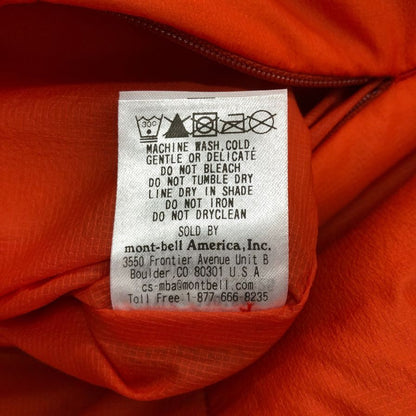 30C
MACHINE WASH,COLD,
GENTLE OR DELICATE
DO NOT BLEACH
DO NOT TUMBLE DRY
LINE DRY IN SHADE
DO NOT IRON
DO NOT DRYCLEAN
SOLD BY
mont-bell America, Inc.
3550 Frontier Avenue Unit B
Boulder,CO 80301 U S A
cs-mba@montbell.com
Toll Free 1-877-666-8235